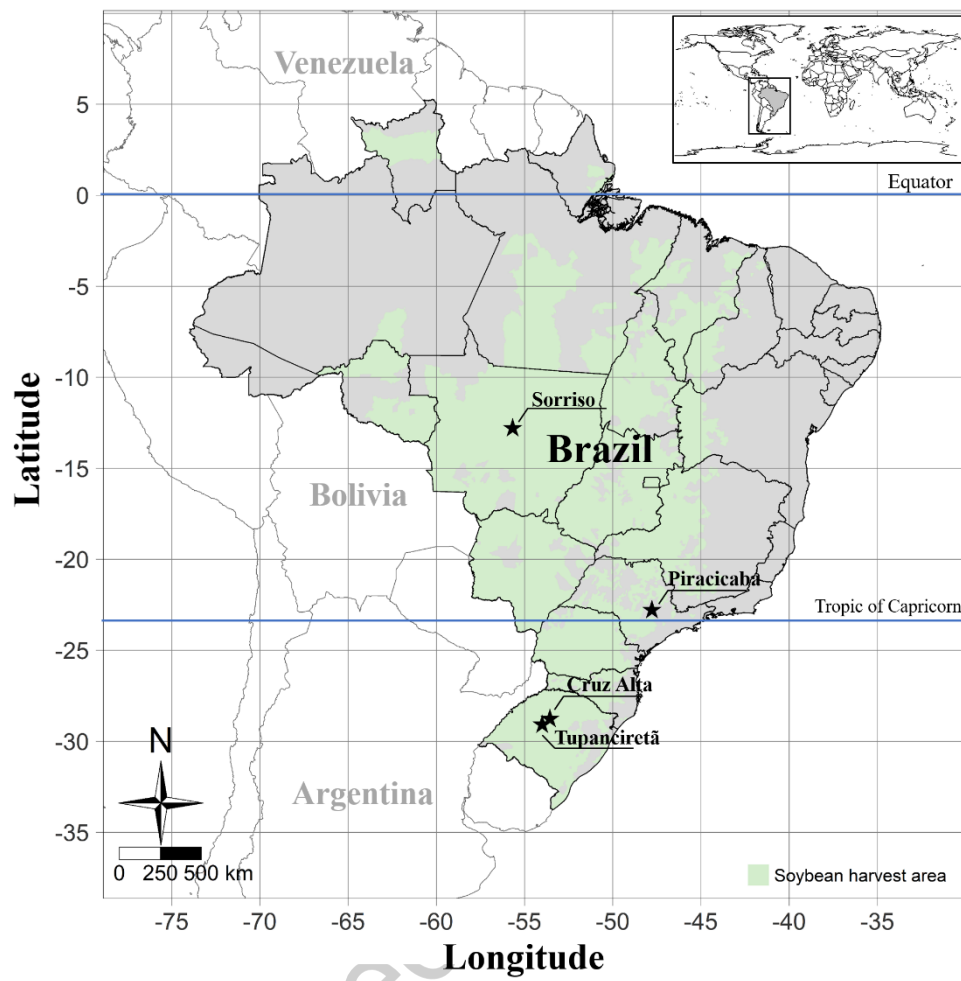 Venezuela
5
Equator
0
-5
-10
Sorriso
Brazil
Latitude
-15
Bolivia
-20
Piracicaba
Tropic of Capricorn
-25
Cruz Alta
Tupanciretã
-30
N
Argentina
-35
0 250 500 km
Soybean harvest area
-75 -70 -65 -60 -55 -50 -45 -40 -35
Longitude